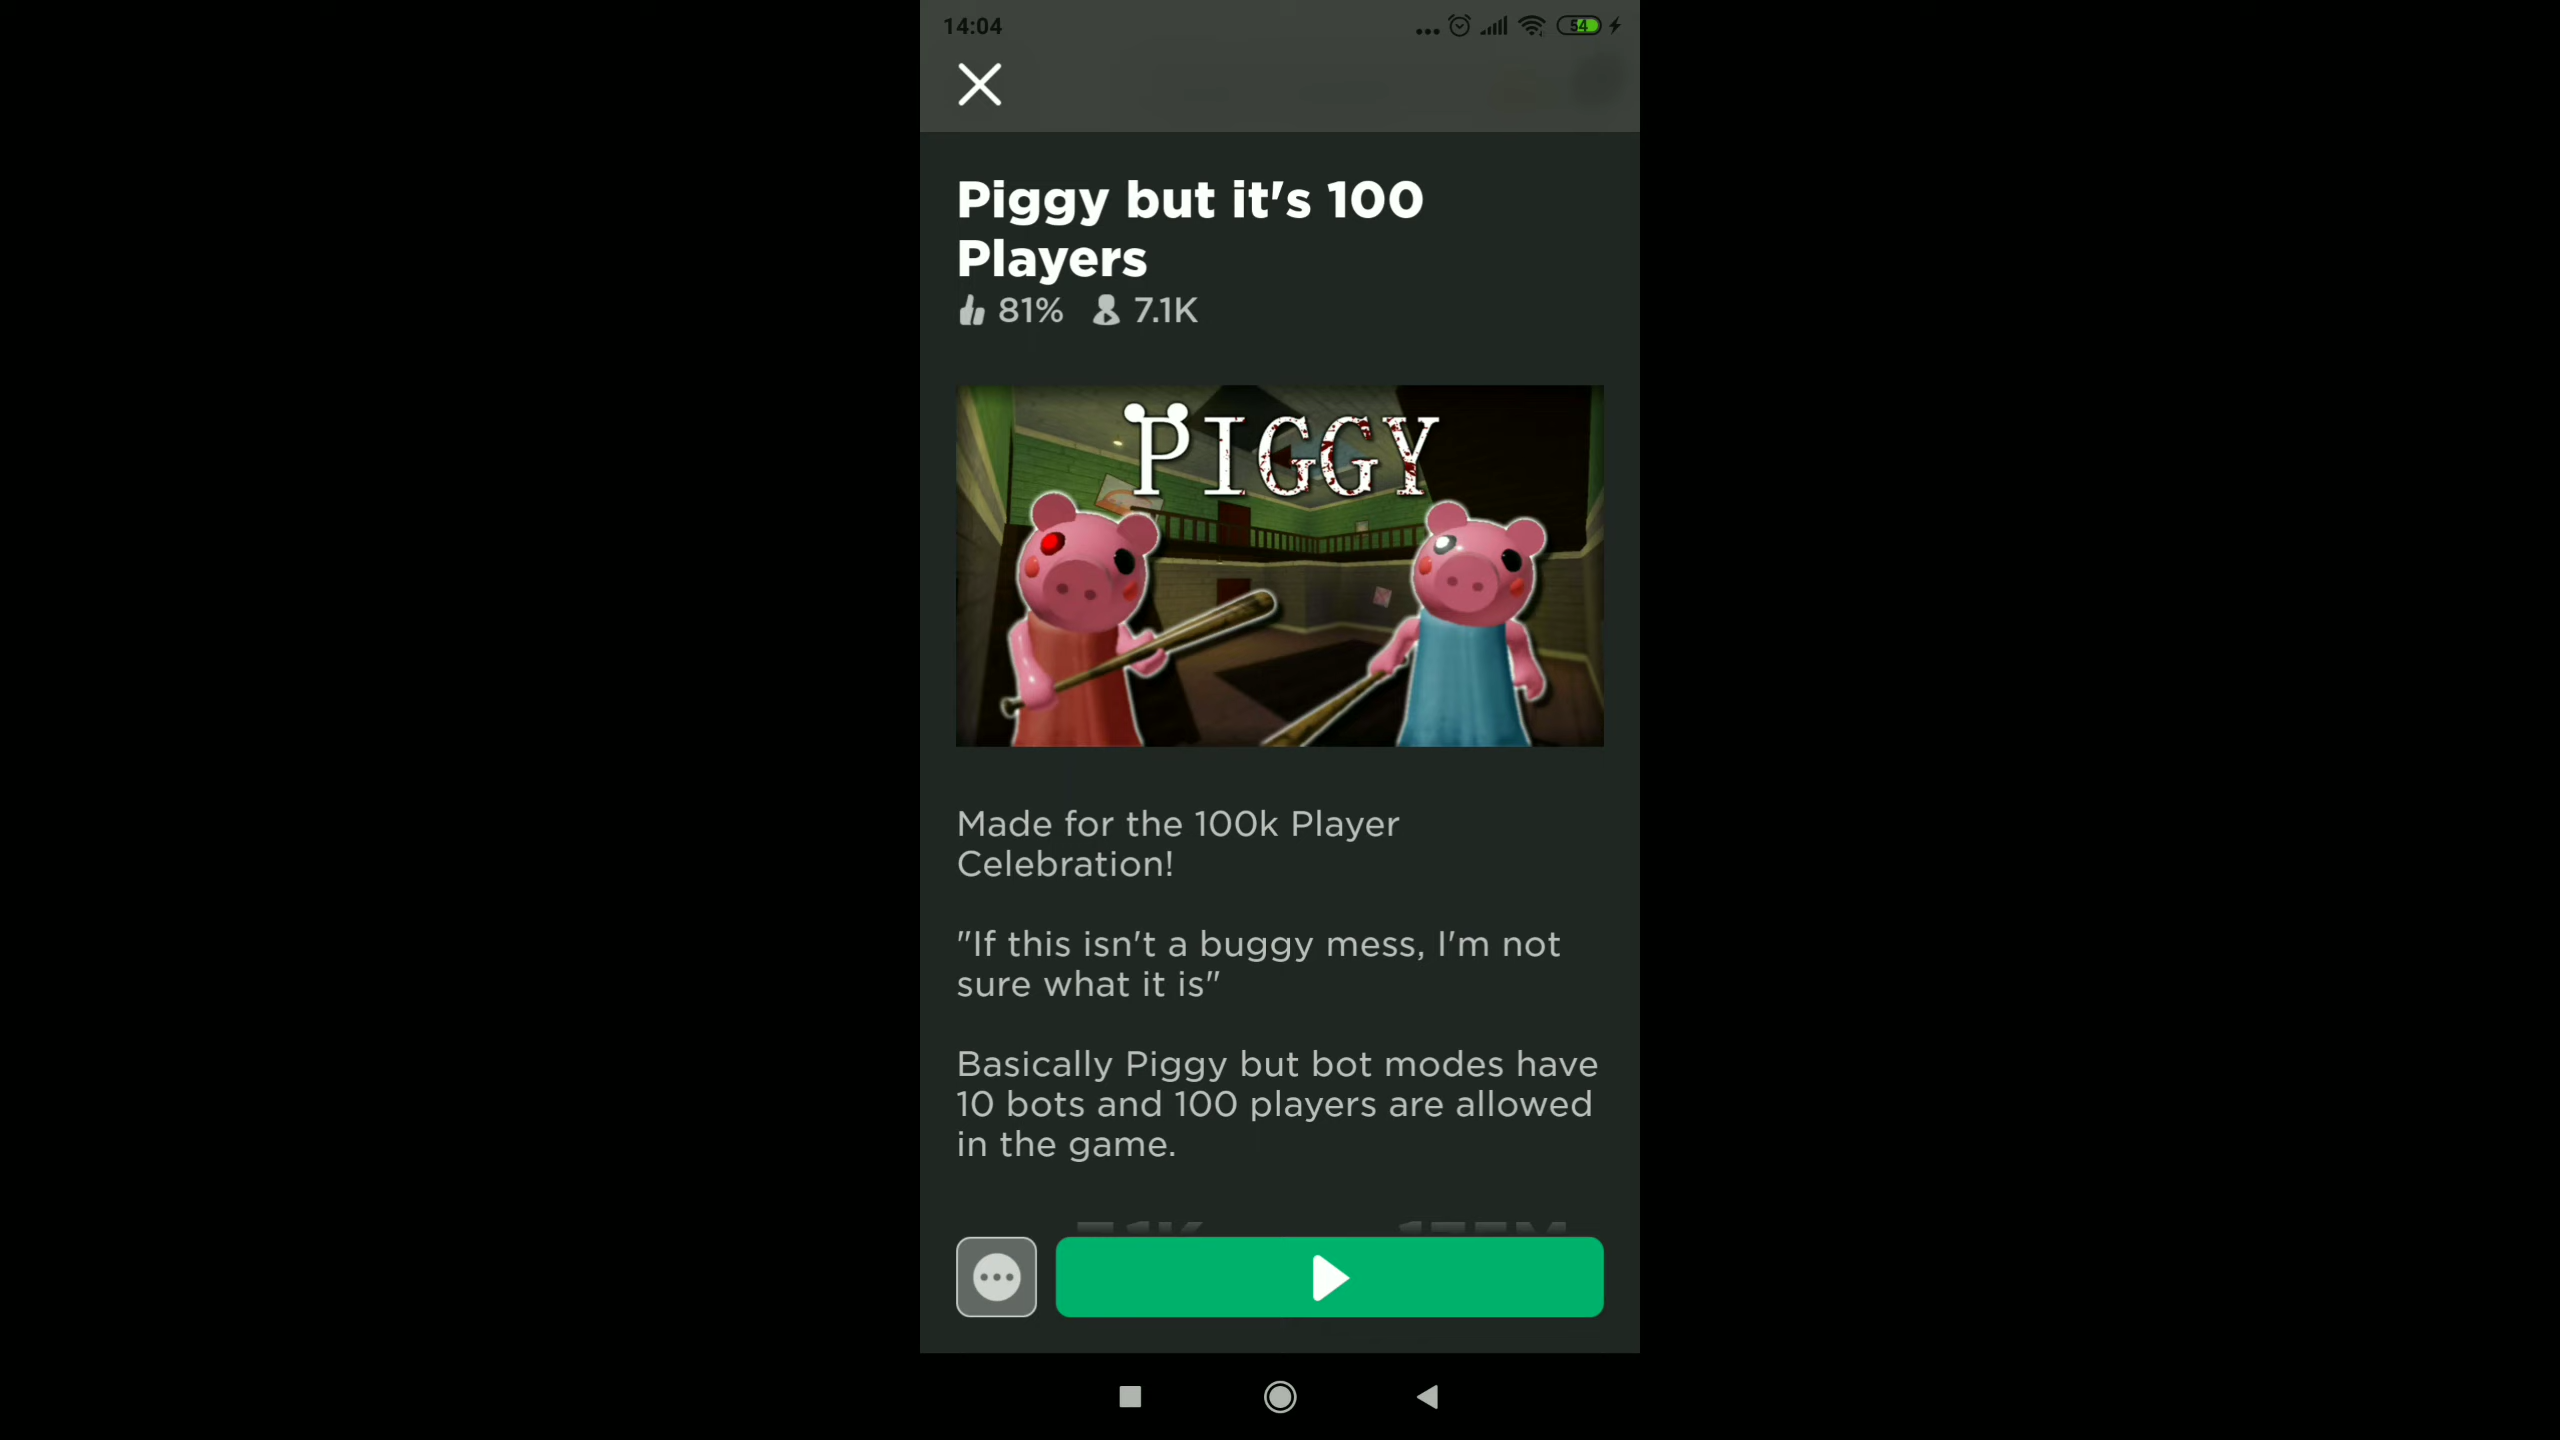 14:04
54
Piggy but it's 100
Players
81% 7.1K
PIGGY
Made for the 100k Player
Celebration!
"If this isn't a buggy mess, I'm not
sure what it is"
Basically Piggy but bot modes have
10 bots and 100 players are allowed
in the game.